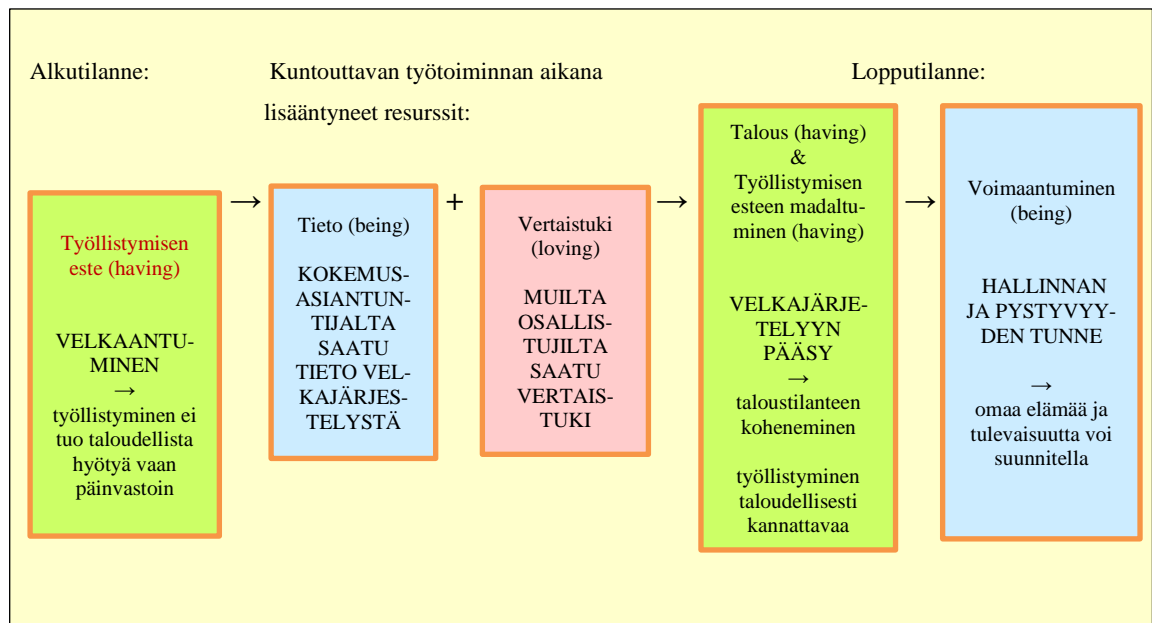 Alkutilanne:
Kuntouttavan työtoiminnan aikana
lisääntyneet resurssit:
Lopputilanne:
Työllistymisen
este (having)
VELKAANTU-
MINEN
→
työllistyminen ei
tuo taloudellista
hyötyä vaan
päinvastoin
→
Tieto (being)
KOKEMUS-
ASIANTUN-
TIJALTA
SAATU
TIETO VEL-
KAJÄRJES-
TELYSTÄ
+
Vertaistuki
(loving)
MUILTA
OSALLIS-
TUJILTA
SAATU
VERTAIS-
TUKI
→
Talous (having)
&
Työllistymisen
esteen madaltu-
minen (having)
VELKAJÄRJE-
TELYYN
PÄÄSY
→
taloustilanteen
koheneminen
työllistyminen
taloudellisesti
kannattavaa
→
Voimaantuminen
(being)
HALLINNAN
JA PYSTYVYY-
DEN TUNNE
→
omaa elämää ja
tulevaisuutta voi
suunnitella